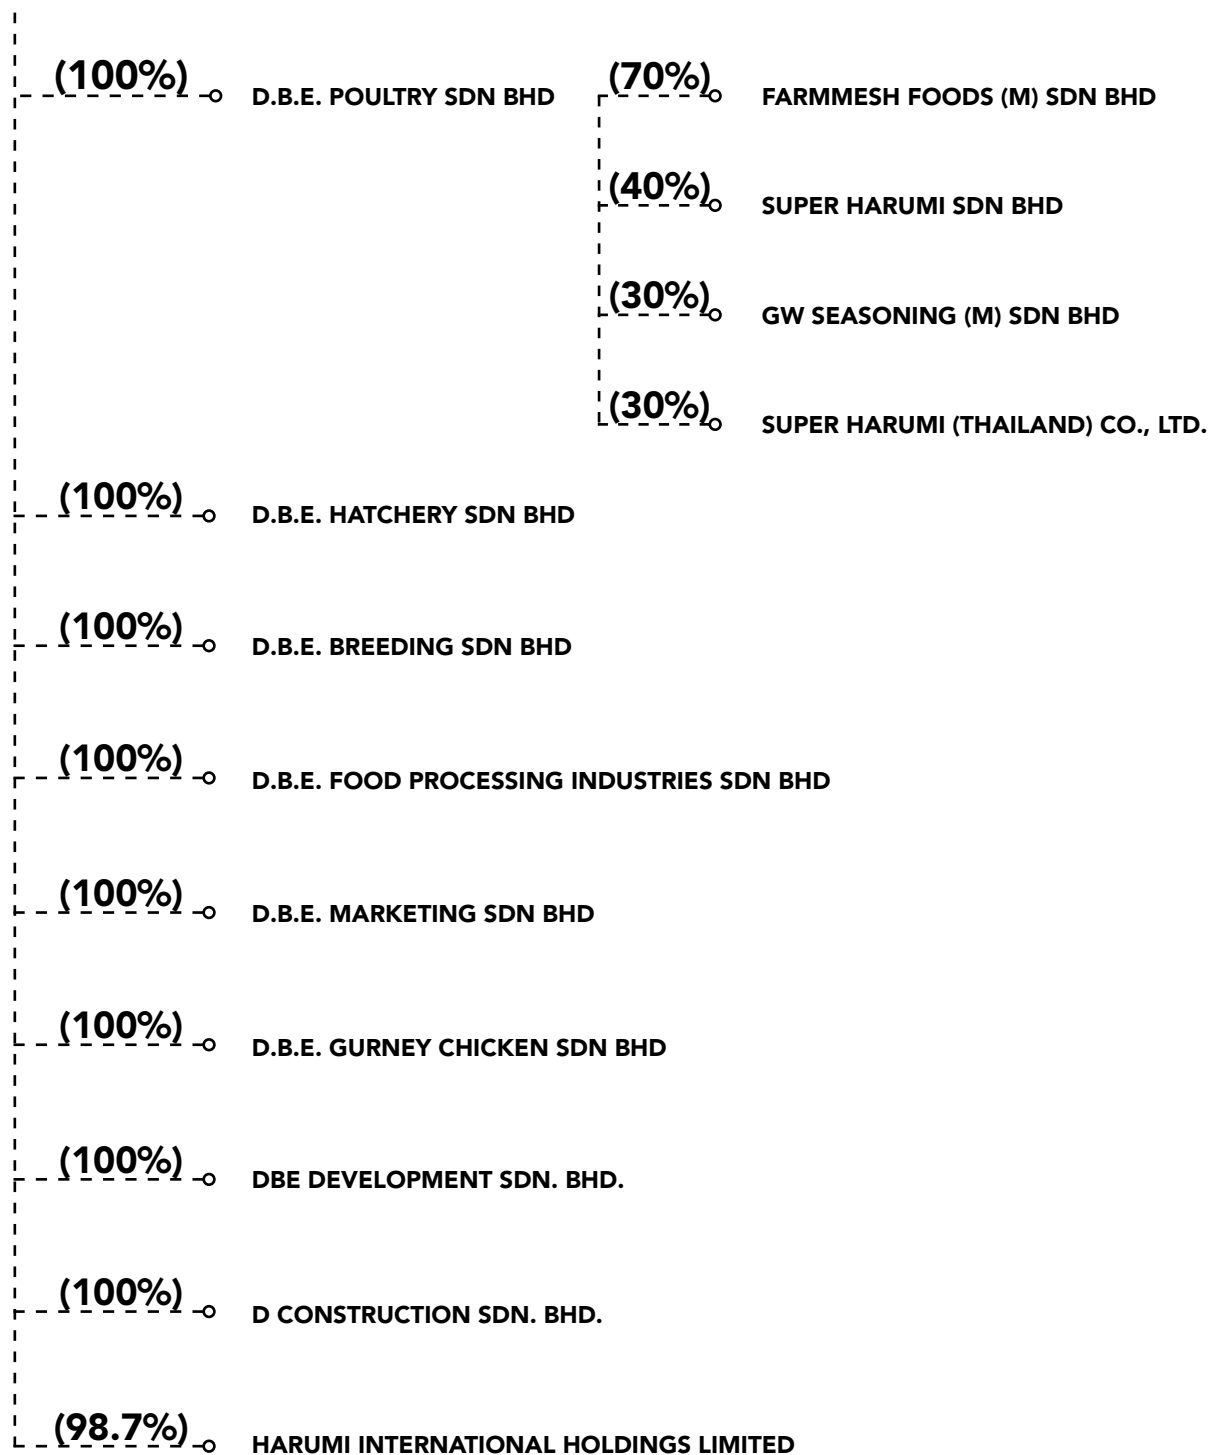 (100%) D.B.E. POULTRY SDN BHD (70%) FARMMESH FOODS (M) SDN BHD
(40%) SUPER HARUMI SDN BHD
(30%) GW SEASONING (M) SDN BHD
(30%) SUPER HARUMI (THAILAND) CO., LTD.
(100%) D.B.E. HATCHERY SDN BHD
(100%) D.B.E. BREEDING SDN BHD
(100%) D.B.E. FOOD PROCESSING INDUSTRIES SDN BHD
(100%) D.B.E. MARKETING SDN BHD
(100%) D.B.E. GURNEY CHICKEN SDN BHD
(100%) DBE DEVELOPMENT SDN. BHD.
(100%) D CONSTRUCTION SDN. BHD.
(98.7%) HARUMI INTERNATIONAL HOLDINGS LIMITED